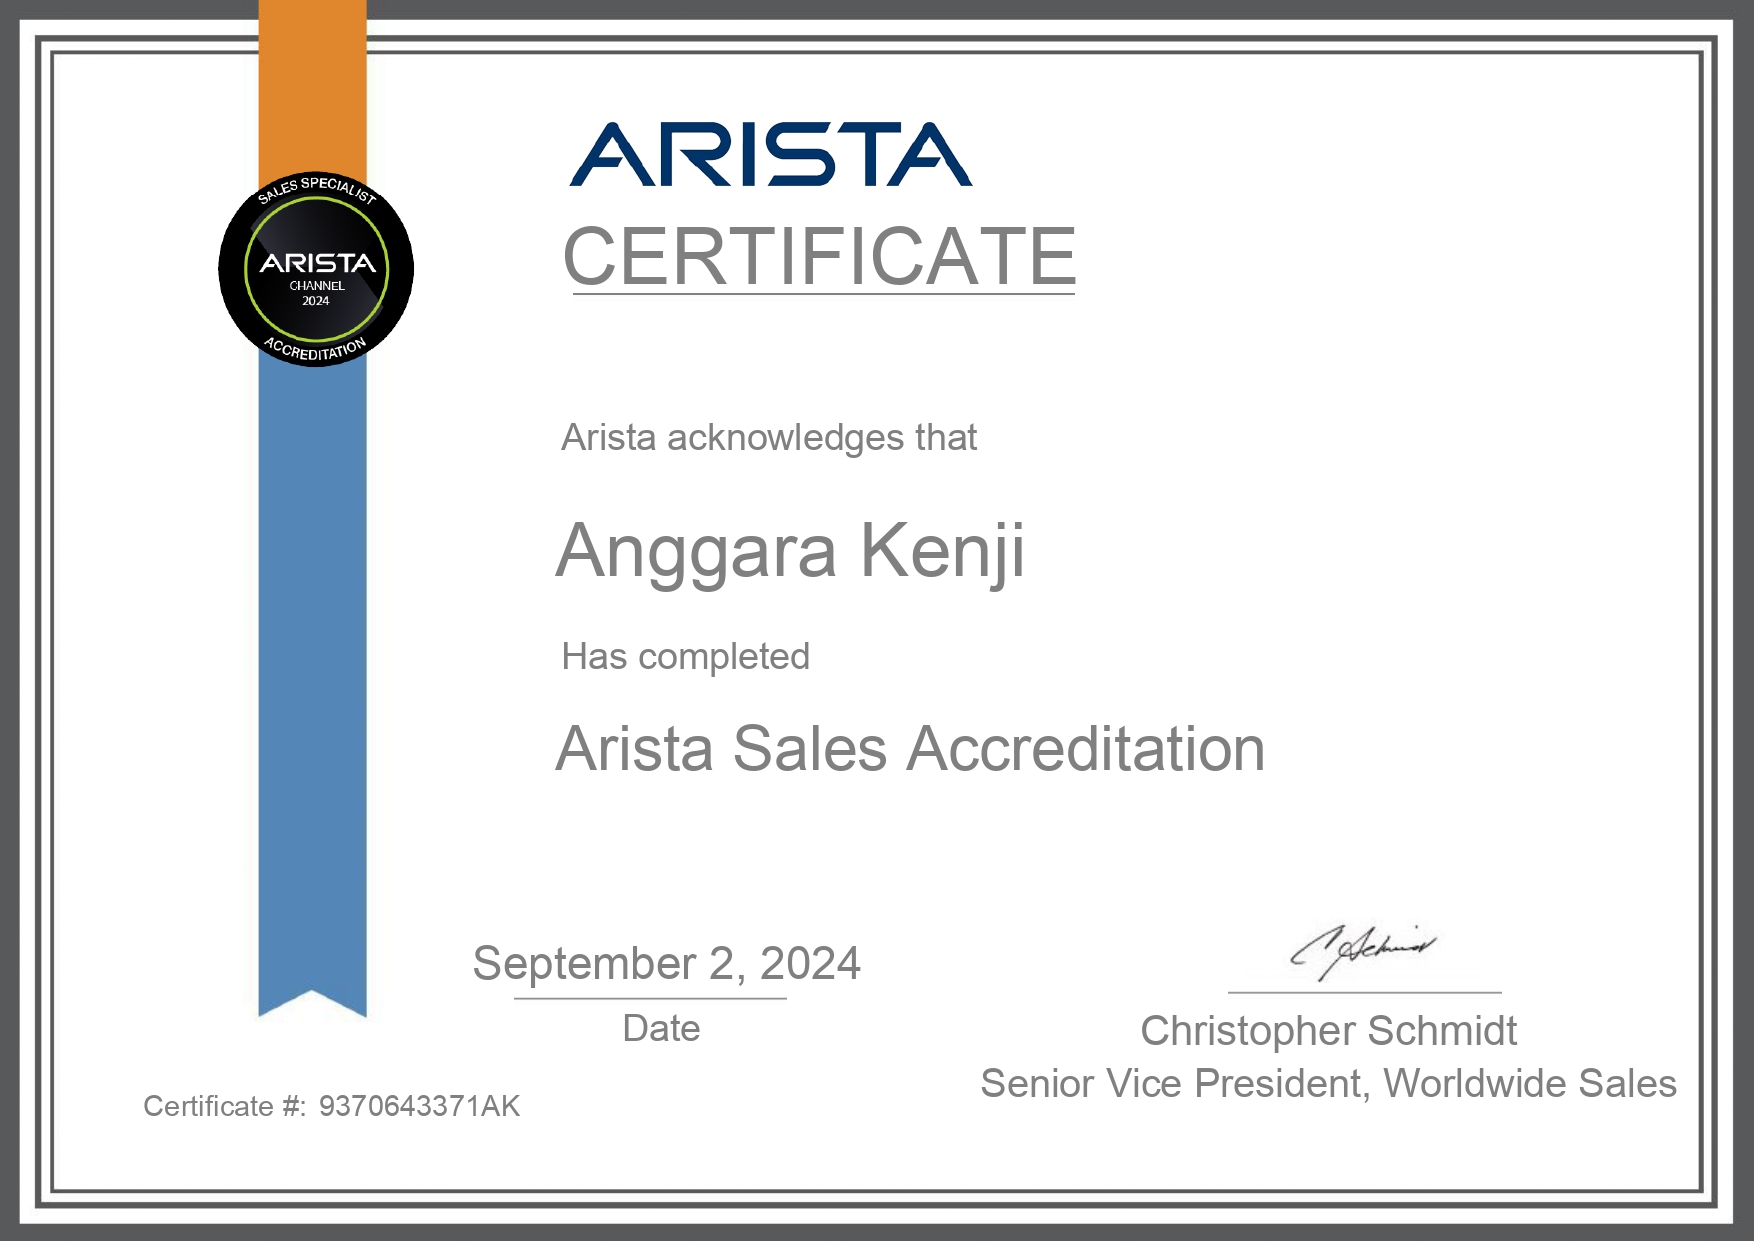 SALES SPECIALIST
ARISTA
CHANNEL
2024
ACCREDITATION
ARISTA
CERTIFICATE
Arista acknowledges that
Anggara Kenji
Has completed
Arista Sales Accreditation
September 2, 2024
Date
Christopher Schmidt
Senior Vice President, Worldwide Sales
Certificate #: 9370643371AK